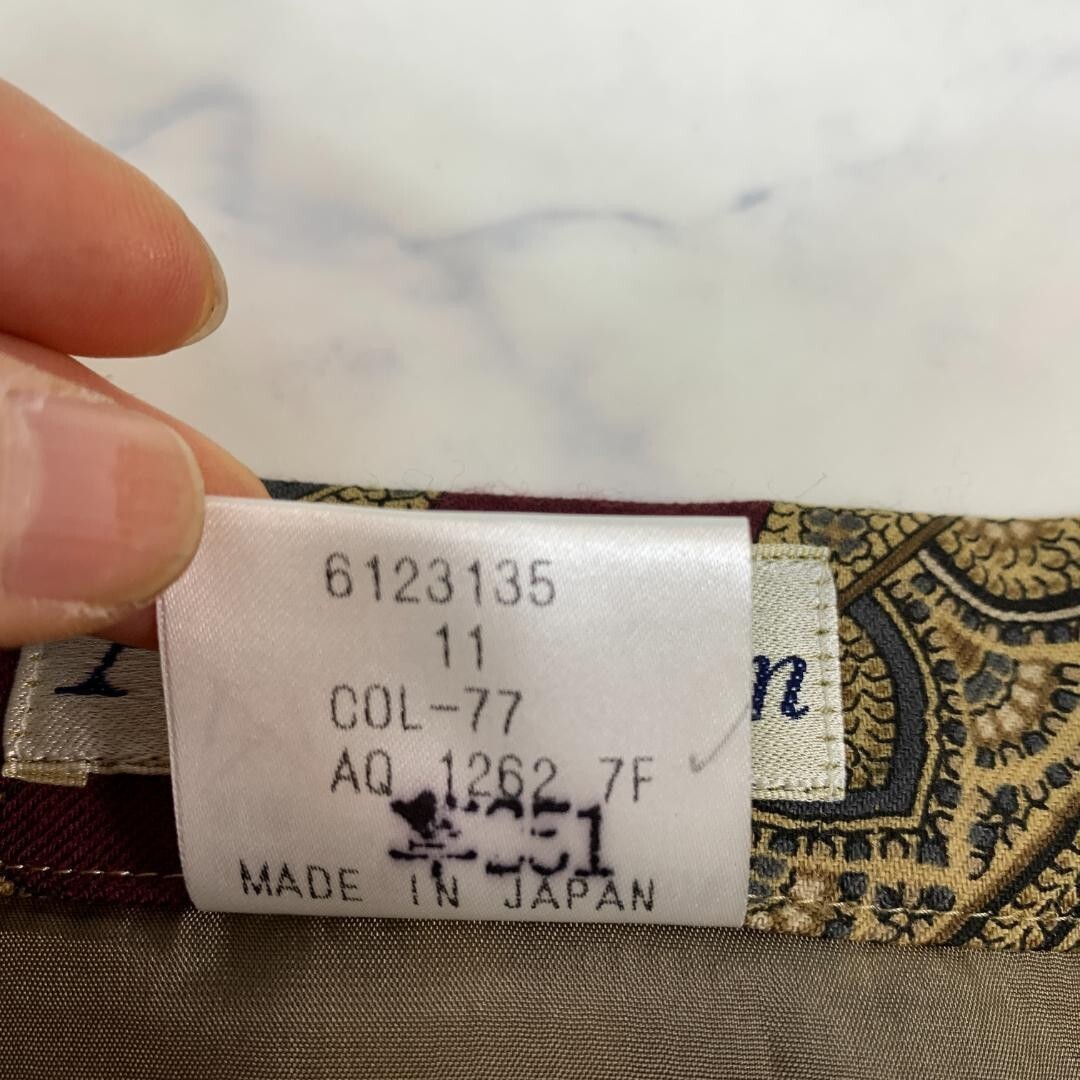 6123135
11
COL-77
AQ 1262 7F
MADE IN JAPAN